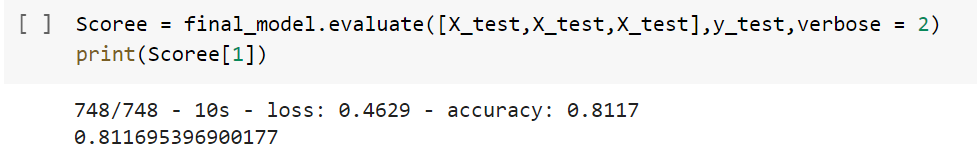 [ ] Scoree = final_model.evaluate([X_test,X_test,X_test],y_test,verbose = 2)
print(Scoree[1])
748/748 - 10s - loss: 0.4629 - accuracy: 0.8117
0.811695396900177